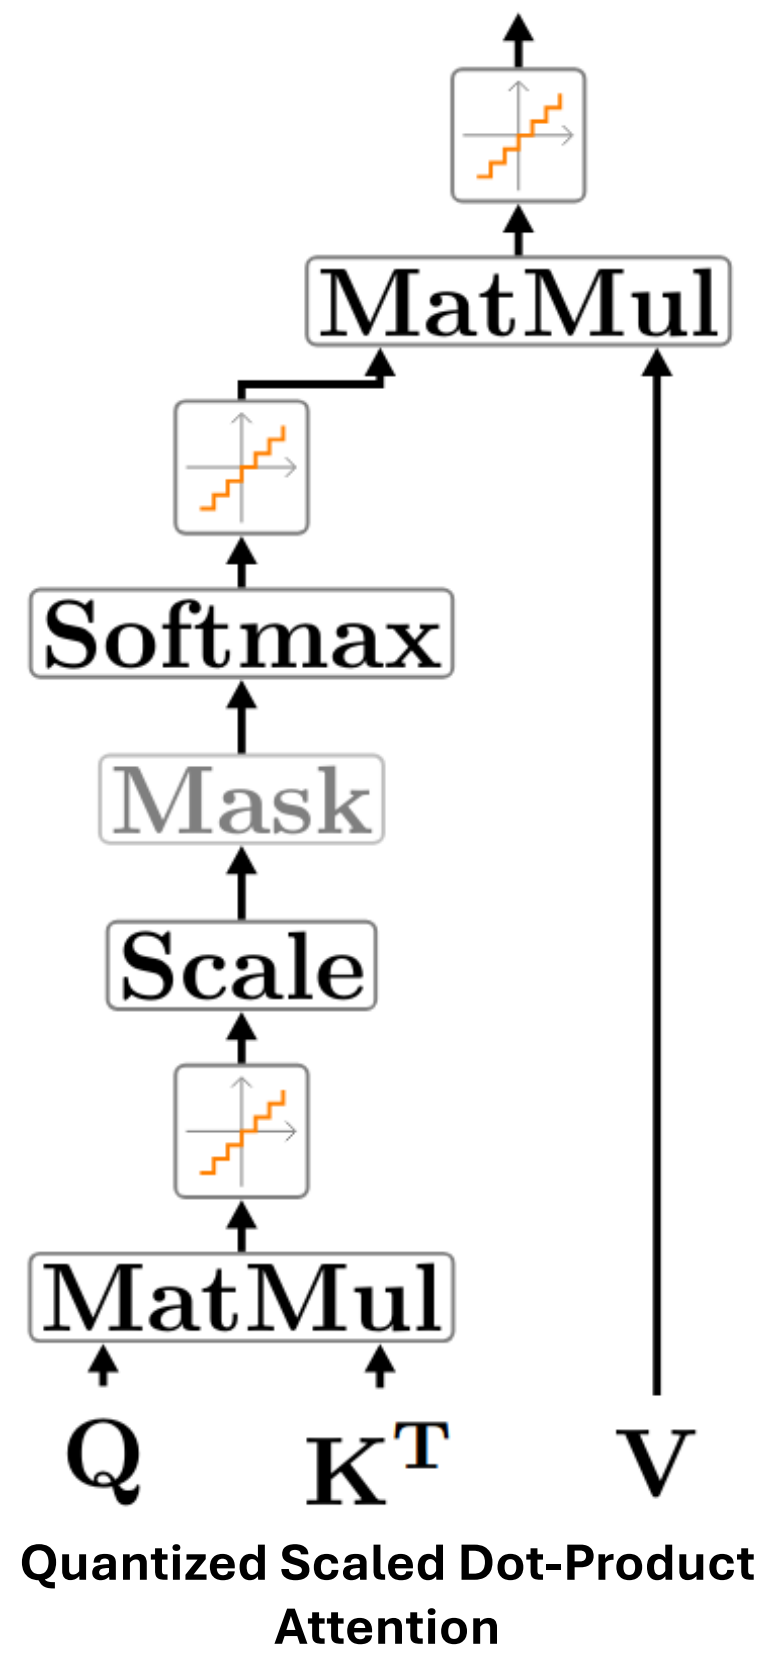 MatMul
Softmax
Mask
Scale
MatMul
Q K^T V
Quantized Scaled Dot-Product
Attention